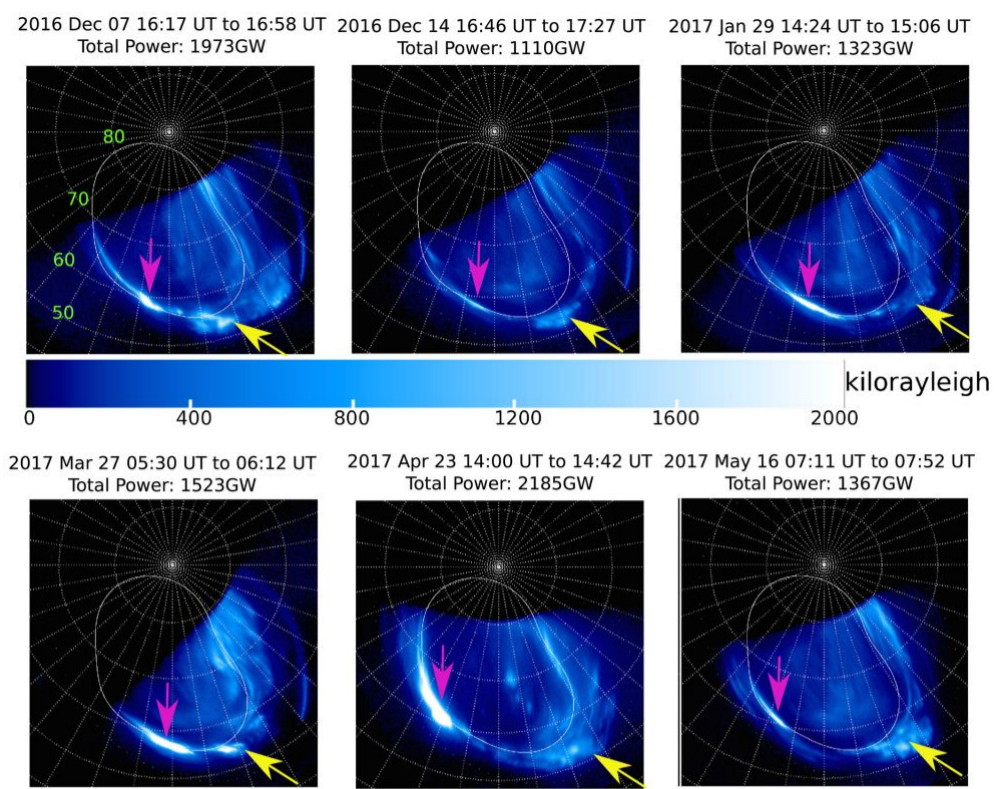 2016 Dec 07 16:17 UT to 16:58 UT
Total Power: 1973GW
2016 Dec 14 16:46 UT to 17:27 UT
Total Power: 1110GW
2017 Jan 29 14:24 UT to 15:06 UT
Total Power: 1323GW
80
70
60
50
kilorayleigh
0 400 800 1200 1600 2000
2017 Mar 27 05:30 UT to 06:12 UT
Total Power: 1523GW
2017 Apr 23 14:00 UT to 14:42 UT
Total Power: 2185GW
2017 May 16 07:11 UT to 07:52 UT
Total Power: 1367GW